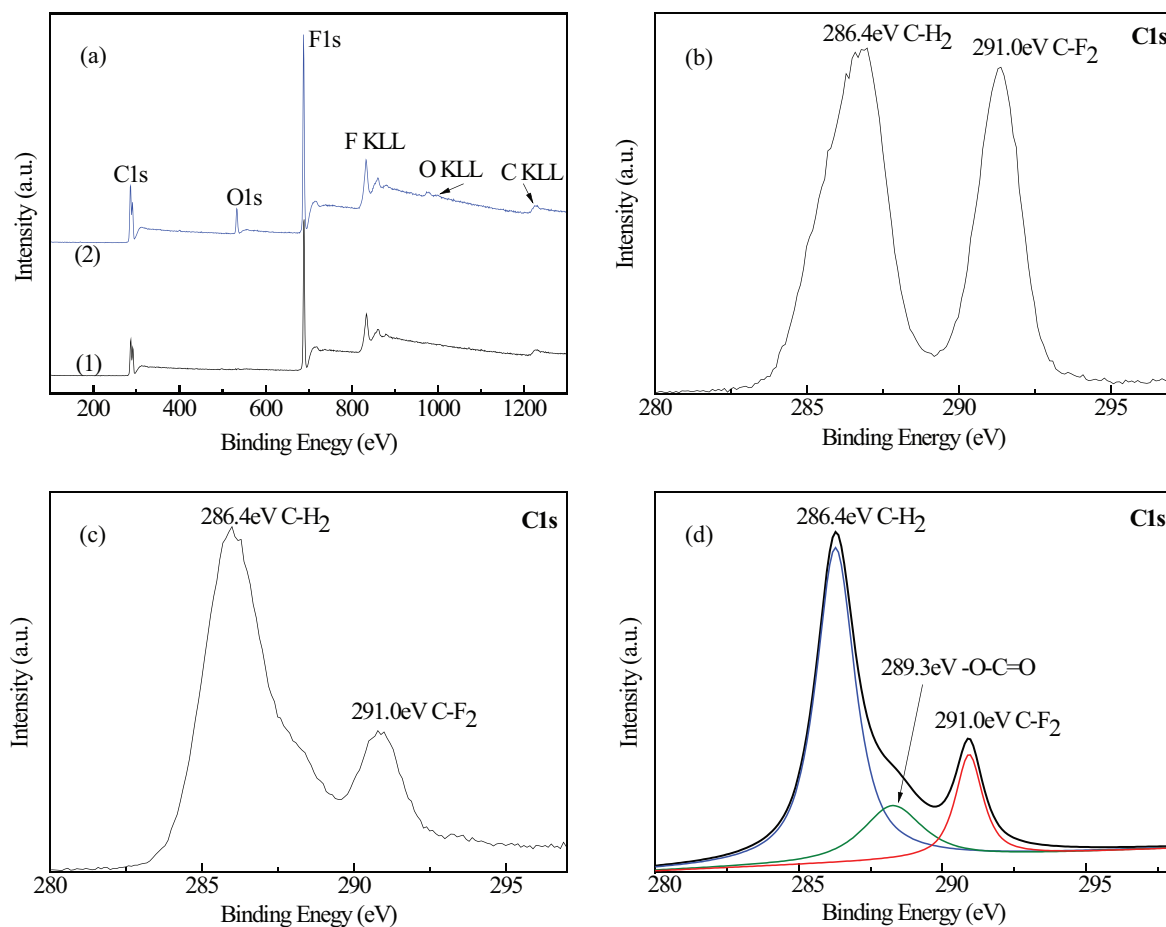 (a)
F1s
F KLL
O KLL
C KLL
C1s
O1s
(2)
(1)
Intensity (a.u.)
200 400 600 800 1000 1200
Binding Enegy (eV)
(b)
286.4eV C-H2
291.0eV C-F2
C1s
Intensity (a.u.)
280 285 290 295
Binding Energy (eV)
(c)
286.4eV C-H2
C1s
291.0eV C-F2
Intensity (a.u.)
280 285 290 295
Binding Enegy (eV)
286.4eV C-H2
(d)
C1s
289.3eV -O-C=O
291.0eV C-F2
Intensity (a.u.)
280 285 290 295
Binding Enegy (eV)